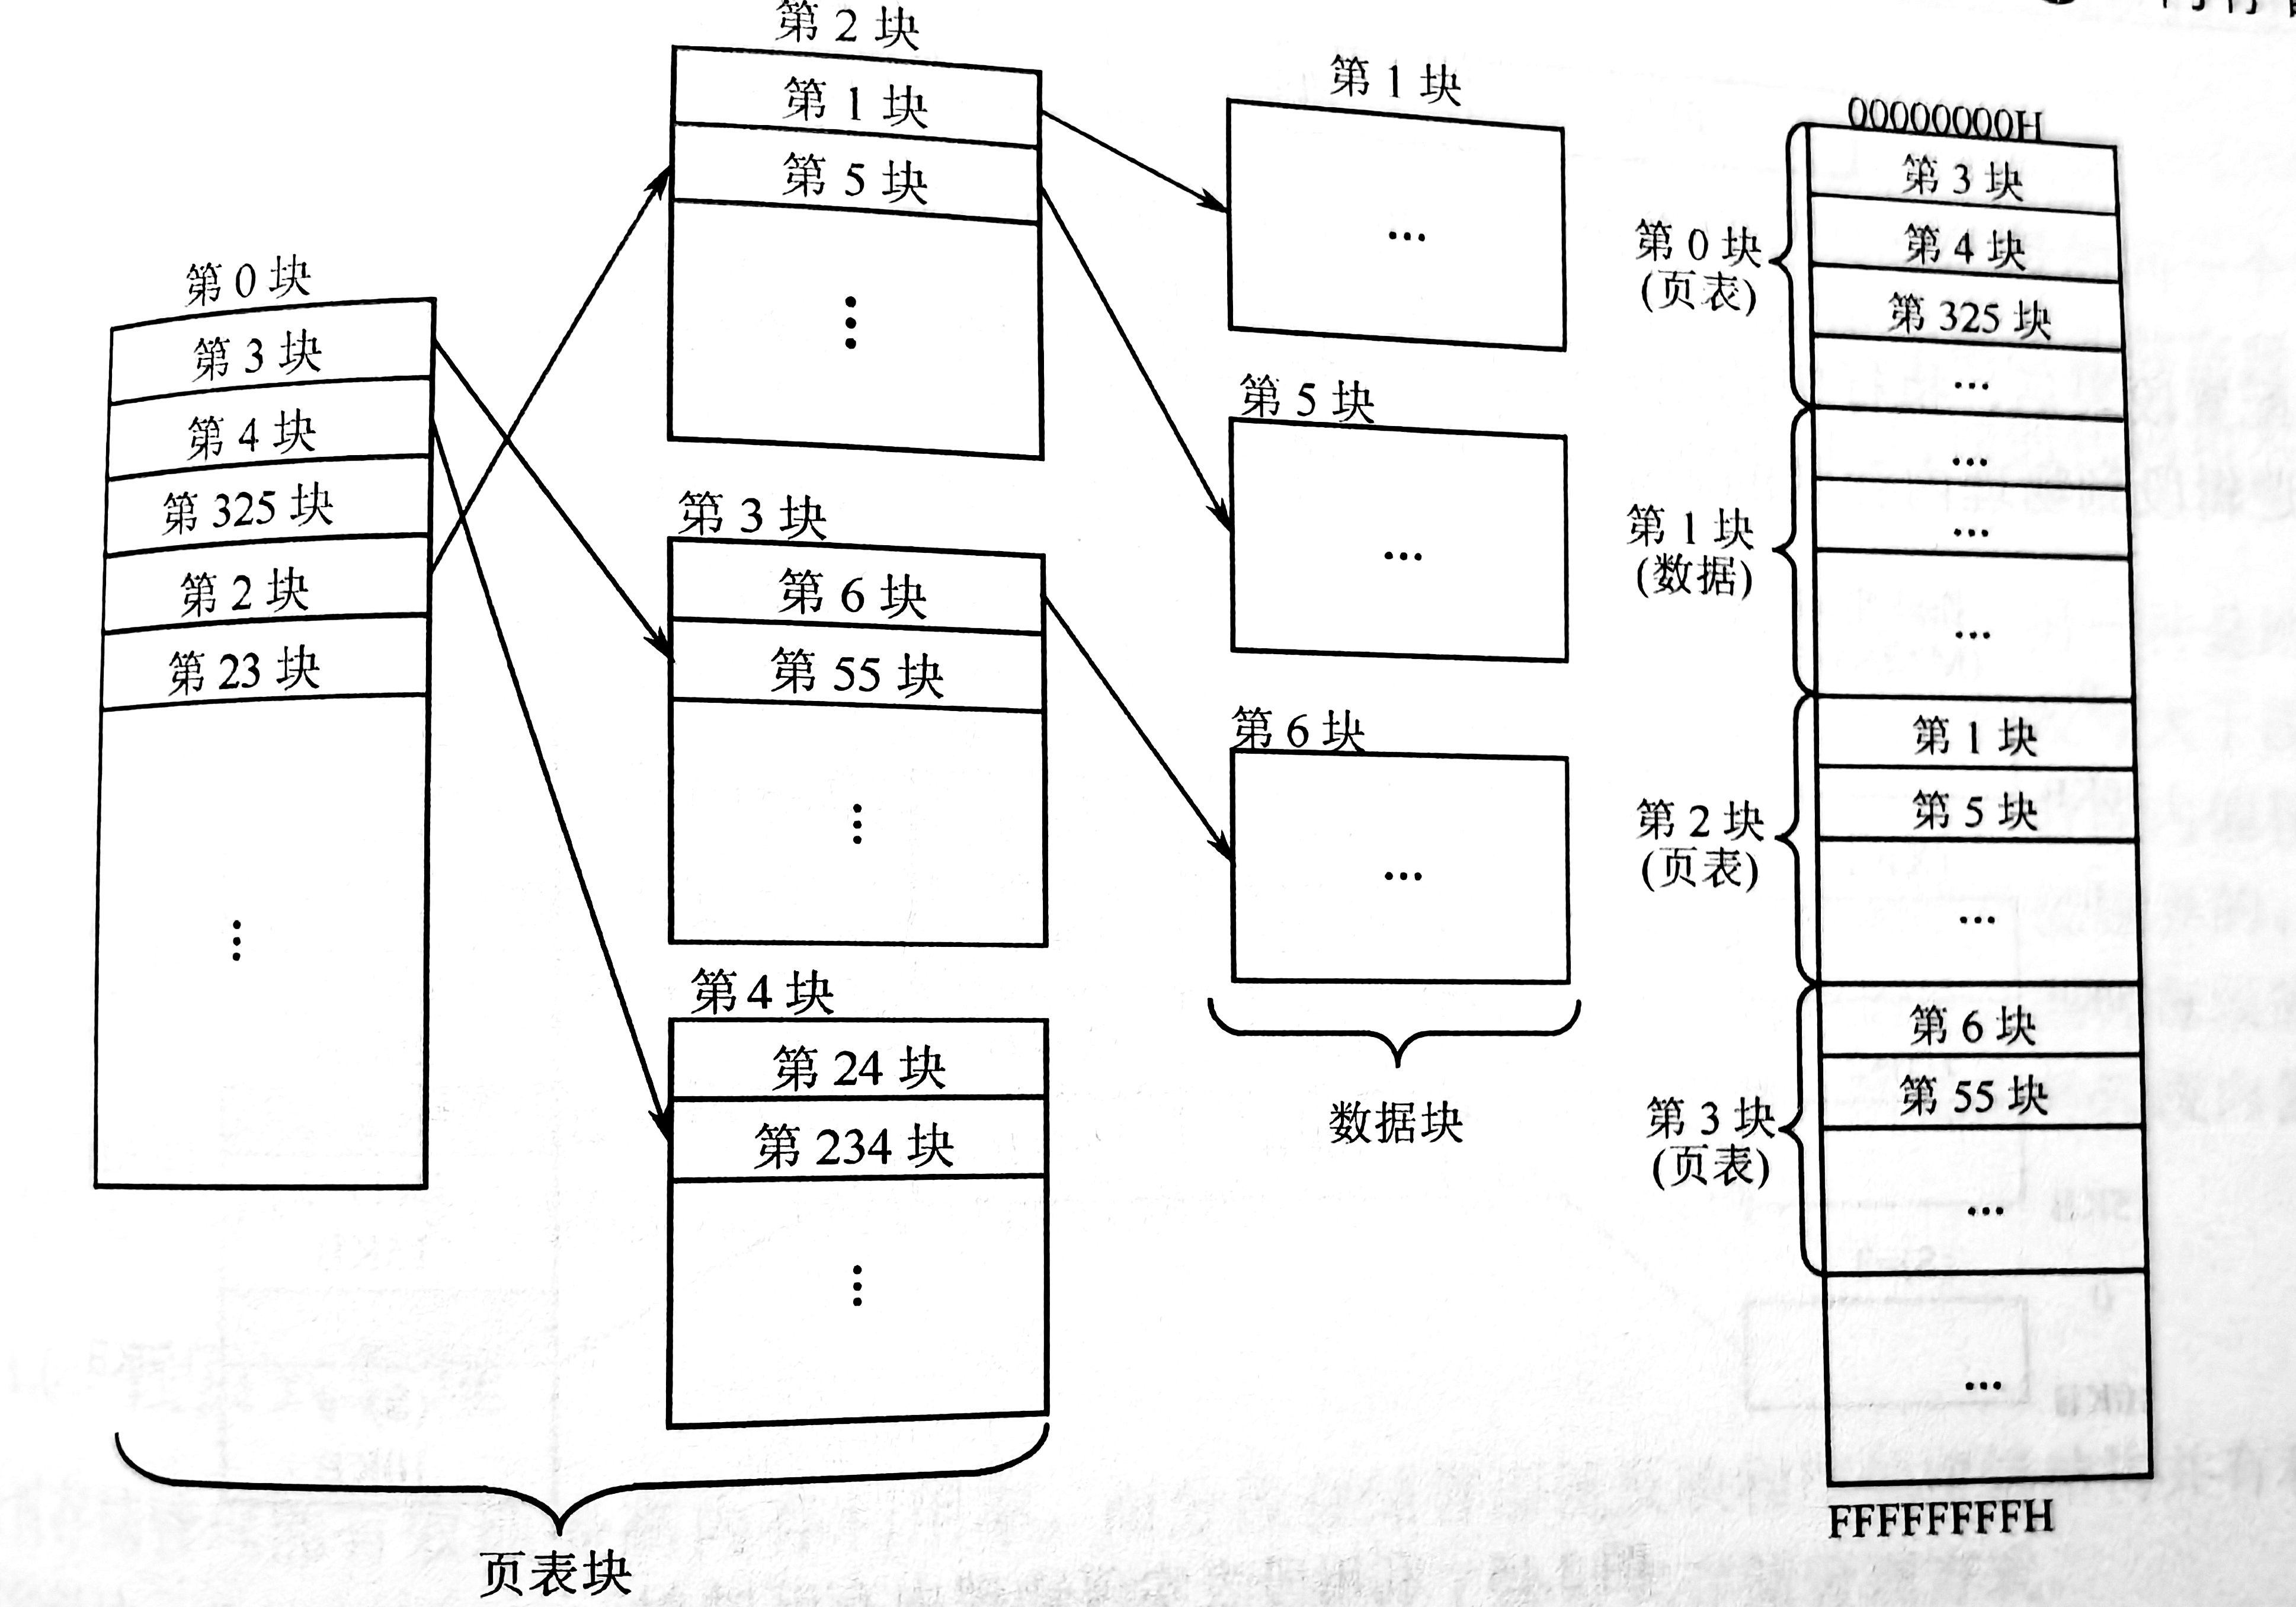 第 0 块
第 3 块
第 4 块
第 325 块
第 2 块
第 23 块
⋮
第 2 块
第 1 块
第 5 块
⋮
第 3 块
第 6 块
第 55 块
⋮
第 4 块
第 24 块
第 234 块
⋮
页表块
第 1 块
...
第 5 块
...
第 6 块
...
数据块
00000000H
第 0 块
(页表)
第 3 块
第 4 块
第 325 块
...
第 1 块
(数据)
...
...
...
第 2 块
(页表)
第 1 块
第 5 块
...
第 3 块
(页表)
第 6 块
第 55 块
...
...
FFFFFFFFH